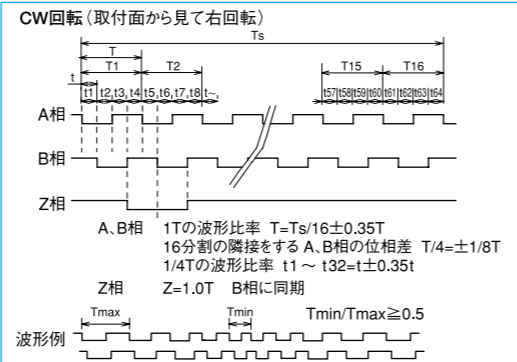 CW回転(取付面から見て右回転)
Ts
T
T1 T2 T15 T16
t
t1 t2 t3 t4 t5 t6 t7 t8 t~ t57 t58 t59 t60 t61 t62 t63 t64
A相
B相
Z相
A、B相 1Tの波形比率 T=Ts/16±0.35T
16分割の隣接をするA、B相の位相差 T/4=±1/8T
1/4Tの波形比率 t1~t32=t±0.35t
Z相 Z=1.0T B相に同期
Tmax Tmin Tmin/Tmax≧0.5
波形例